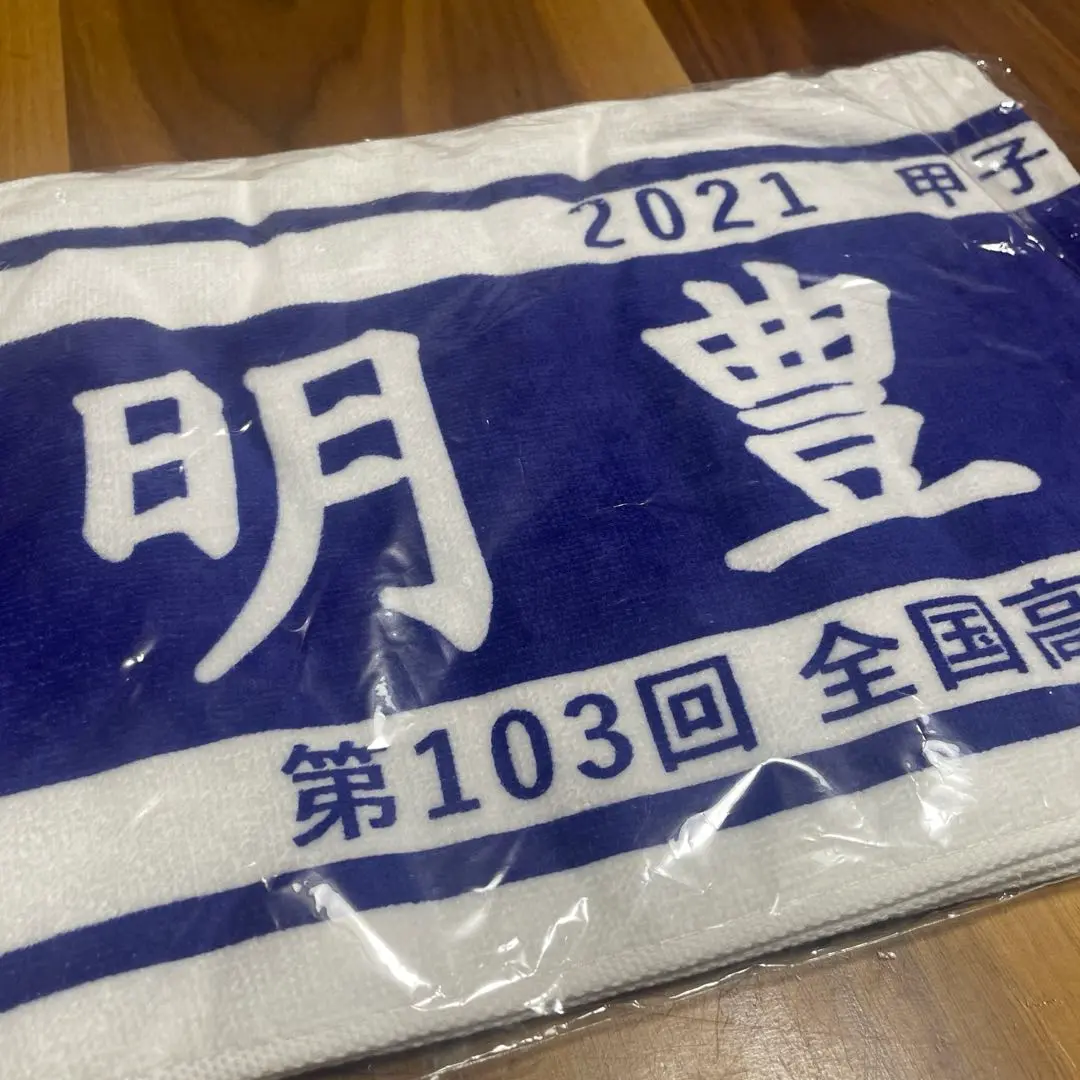 2021 甲子
明豊
第103回 全国高